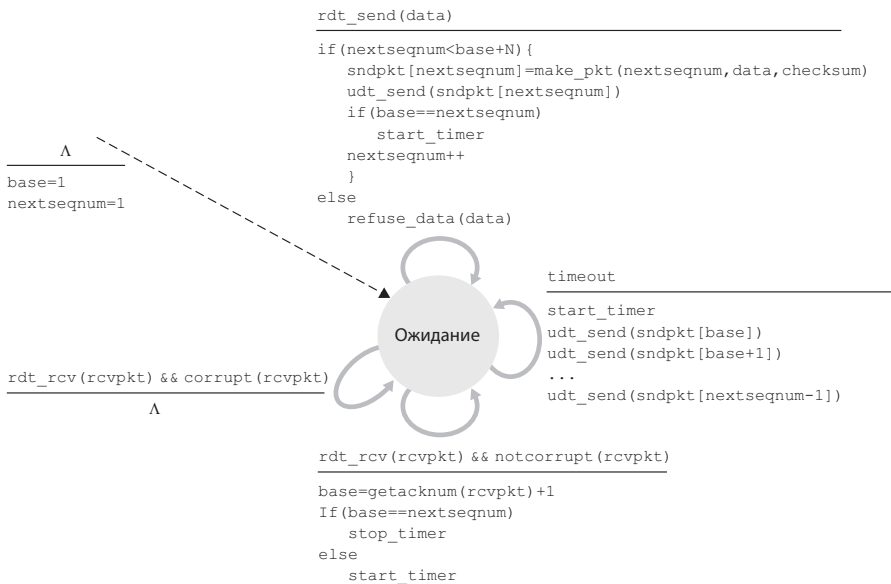 rdt_send(data)
if(nextseqnum<base+N){
sndpkt[nextseqnum]=make_pkt(nextseqnum,data,checksum)
udt_send(sndpkt[nextseqnum])
if(base==nextseqnum)
start_timer
nextseqnum++
}
else
refuse_data(data)
Λ
base=1
nextseqnum=1
Ожидание
timeout
start_timer
udt_send(sndpkt[base])
udt_send(sndpkt[base+1])
...
udt_send(sndpkt[nextseqnum-1])
rdt_rcv(rcvpkt) && corrupt(rcvpkt)
Λ
rdt_rcv(rcvpkt) && notcorrupt(rcvpkt)
base=getacknum(rcvpkt)+1
If(base==nextseqnum)
stop_timer
else
start_timer